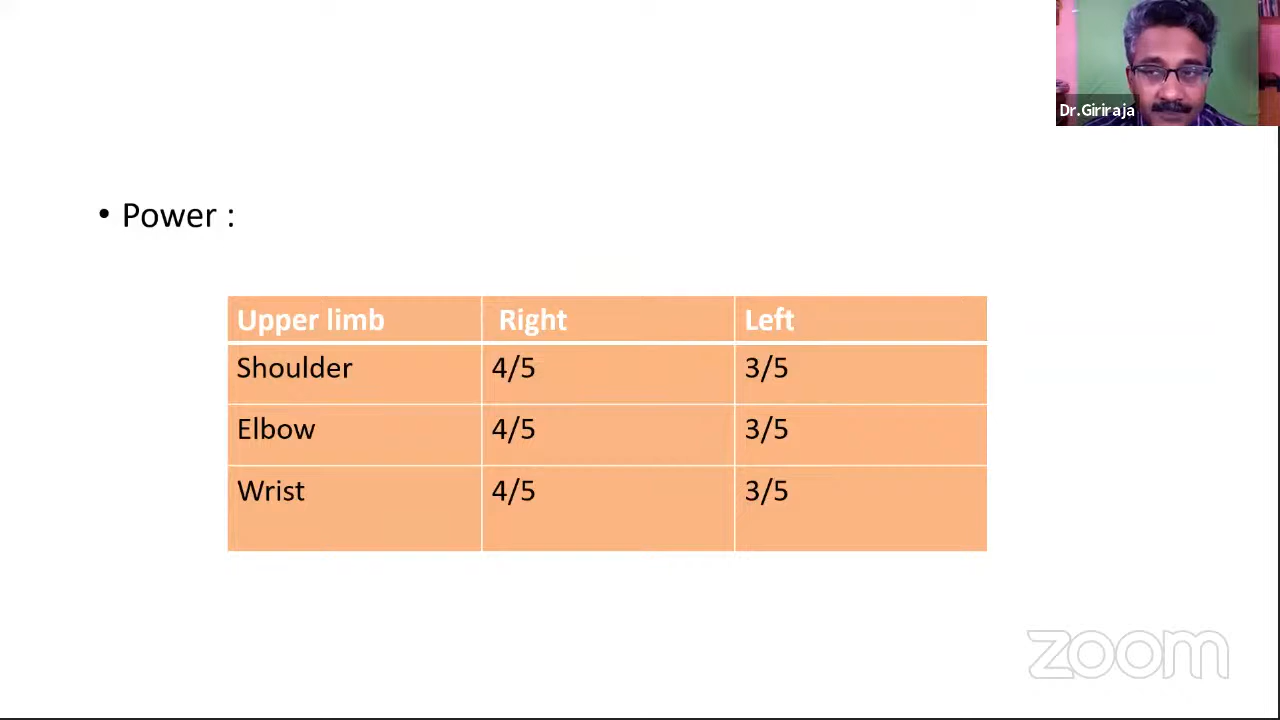 Dr.Giriraja
• Power :
Upper limb Right Left
Shoulder 4/5 3/5
Elbow 4/5 3/5
Wrist 4/5 3/5
zoom